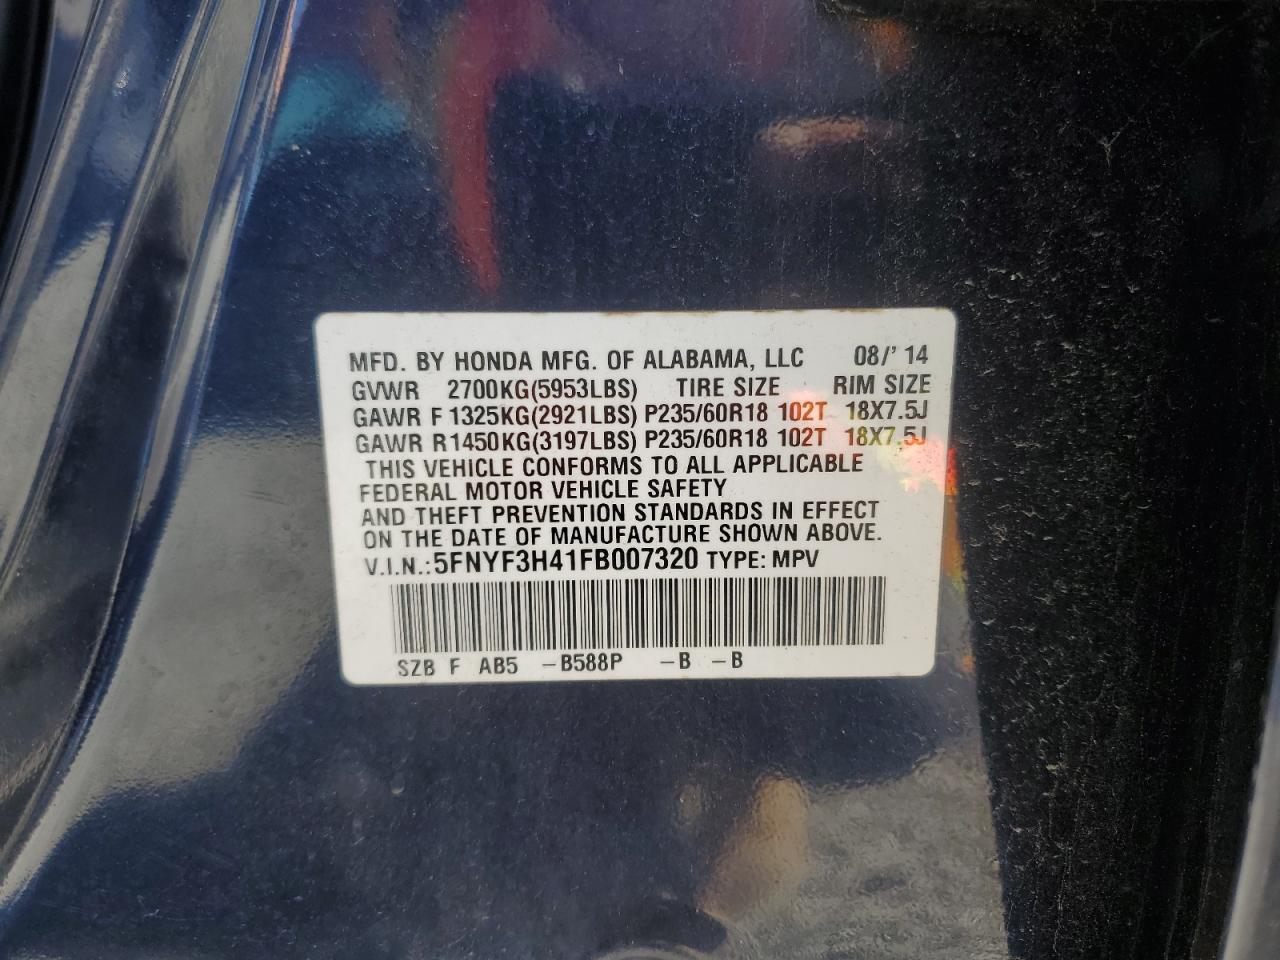 MFD. BY HONDA MFG. OF ALABAMA, LLC 08/' 14
GVWR 2700KG(5953LBS) TIRE SIZE RIM SIZE
GAWR F 1325KG(2921LBS) P235/60R18 102T 18X7.5J
GAWR R1450KG(3197LBS) P235/60R18 102T 18X7.5J
THIS VEHICLE CONFORMS TO ALL APPLICABLE
FEDERAL MOTOR VEHICLE SAFETY
AND THEFT PREVENTION STANDARDS IN EFFECT
ON THE DATE OF MANUFACTURE SHOWN ABOVE.
V.I.N.:5FNYF3H41FB007320 TYPE: MPV
SZB F AB5 -B588P -B -B